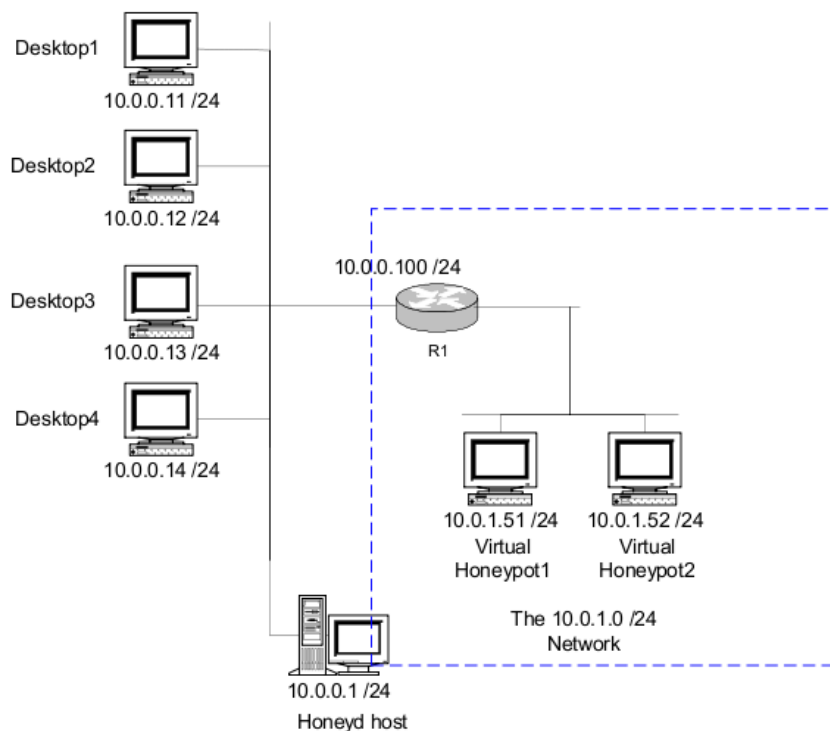 Desktop1
10.0.0.11 /24
Desktop2
10.0.0.12 /24
10.0.0.100 /24
Desktop3
R1
10.0.0.13 /24
Desktop4
10.0.0.14 /24
10.0.1.51 /24
10.0.1.52 /24
Virtual
Honeypot1
Virtual
Honeypot2
The 10.0.1.0 /24
Network
10.0.0.1 /24
Honeyd host